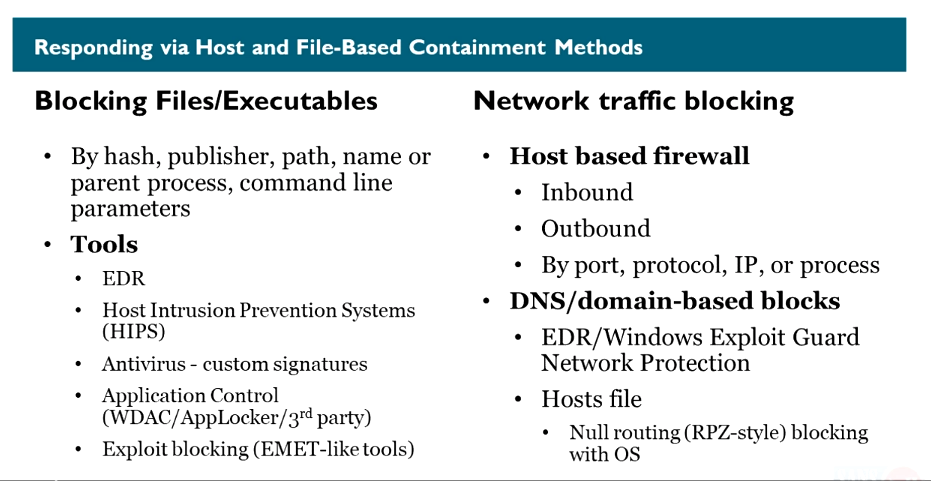 Responding via Host and File-Based Containment Methods
Blocking Files/Executables
• By hash, publisher, path, name or
parent process, command line
parameters
• Tools
• EDR
• Host Intrusion Prevention Systems
(HIPS)
• Antivirus - custom signatures
• Application Control
(WDAC/AppLocker/3rd party)
• Exploit blocking (EMET-like tools)
Network traffic blocking
• Host based firewall
• Inbound
• Outbound
• By port, protocol, IP, or process
• DNS/domain-based blocks
• EDR/Windows Exploit Guard
Network Protection
• Hosts file
• Null routing (RPZ-style) blocking
with OS